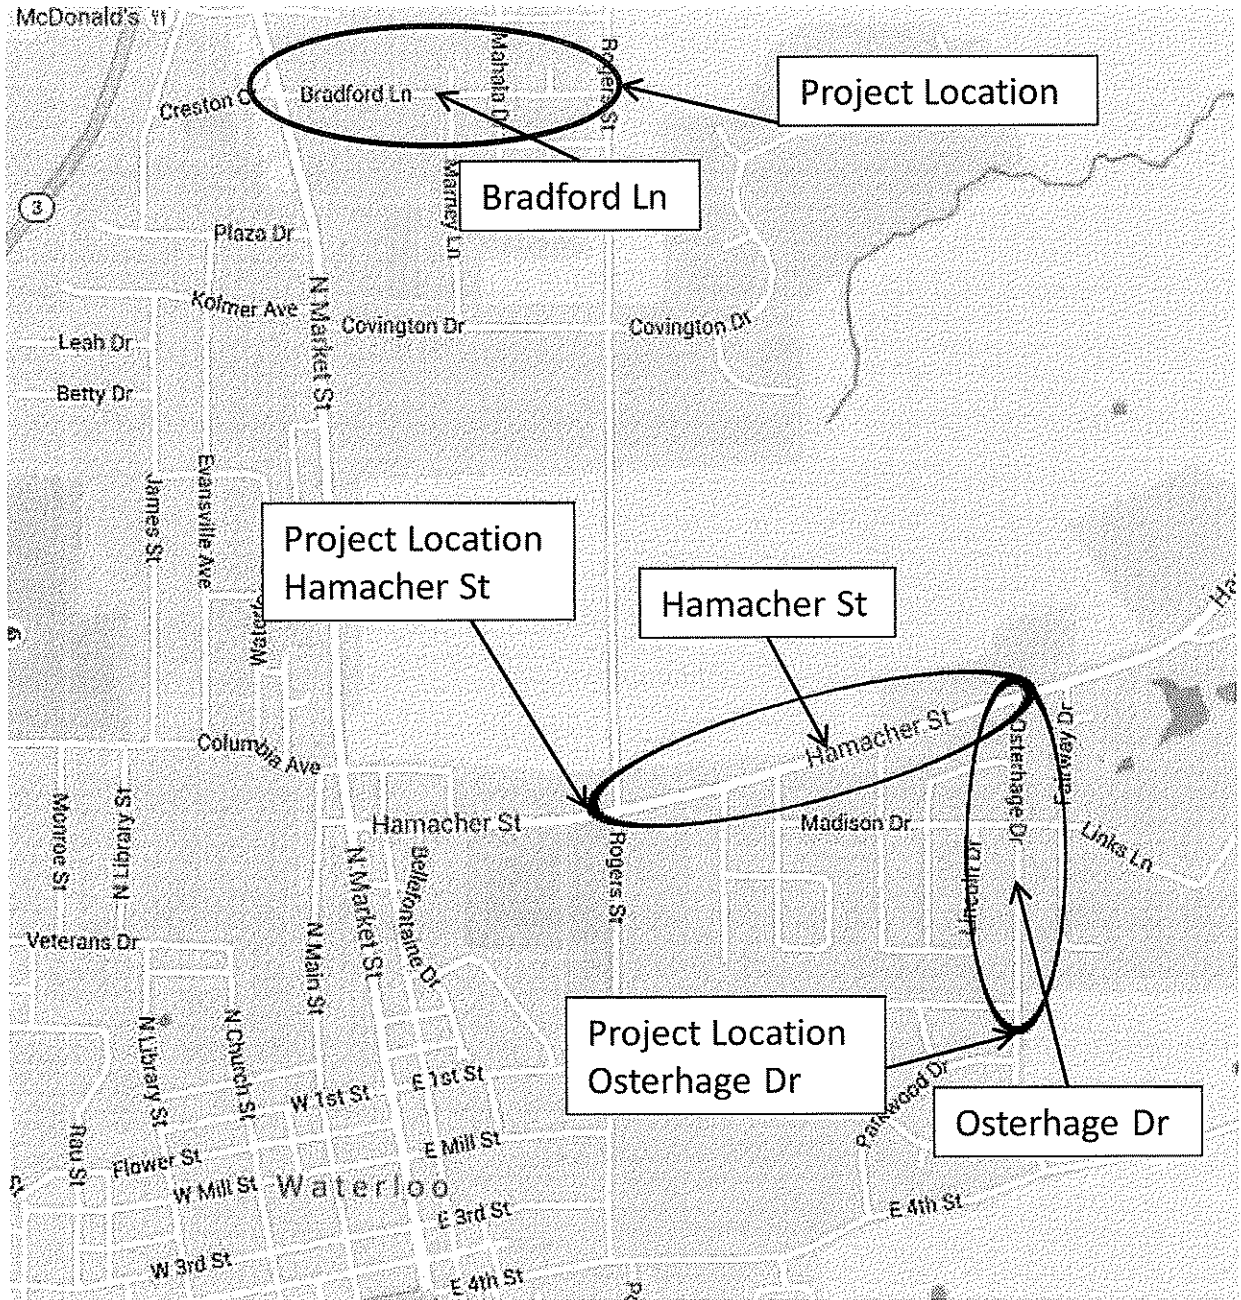 McDonald's
Mahala Dr
Rogers St
Project Location
Creston C
Bradford Ln
Bradford Ln
Marney Ln
3
Plaza Dr
Kolmer Ave
N Market St
Covington Dr
Covington Dr
Leah Dr
Betty Dr
James St
Evansville Ave
Project Location
Hamacher St
Hamacher St
Ha
Hamacher St
Osterhage Dr
Fairway Dr
Columbia Ave
Monroe St
N Library St
Hamacher St
Madison Dr
Links Ln
Lincoln Dr
Rogers St
N Market St
Bellefontaine Dr
Veterans Dr
N Main St
Project Location
Osterhage Dr
N Library St
N Church St
W 1st St
E 1st St
Parkwood Dr
Osterhage Dr
Rau St
Flower St
E Mill St
W Mill St
Waterloo
E 3rd St
E 4th St
W 3rd St
E 4th St